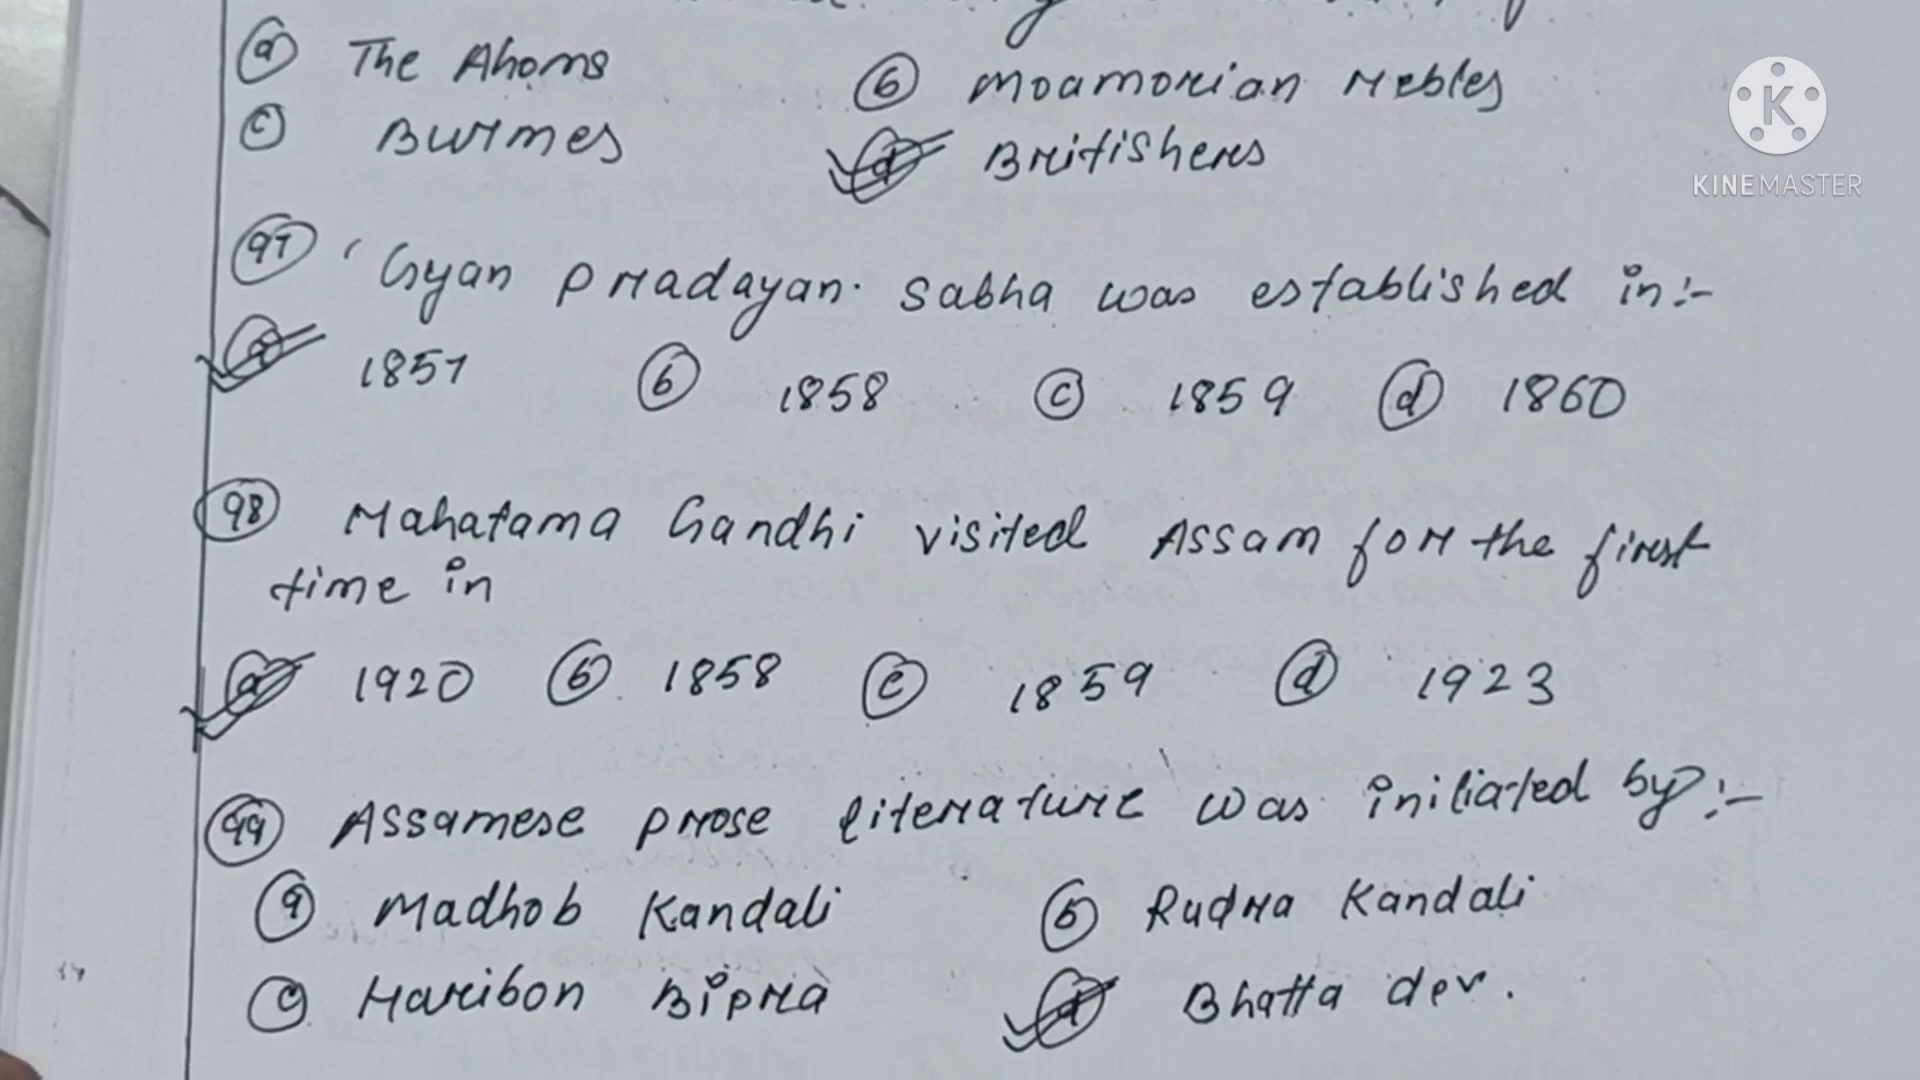 (a) The Ahoms (b) Moamorian rebles
(c) Burmes (d) Britishers
(97) 'Gyan pradayan. sabha was established in:-
(a) 1857 (b) 1858 (c) 1859 (d) 1860
(98) Mahatama Gandhi visited Assam for the first
time in
(a) 1920 (b) 1858 (c) 1859 (d) 1923
(99) Assamese prose literature was iniliated by:-
(a) Madhob Kandali (b) Rudra Kandali
(c) Haribor Bipra (d) Bhatta dev.
K
KINEMASTER